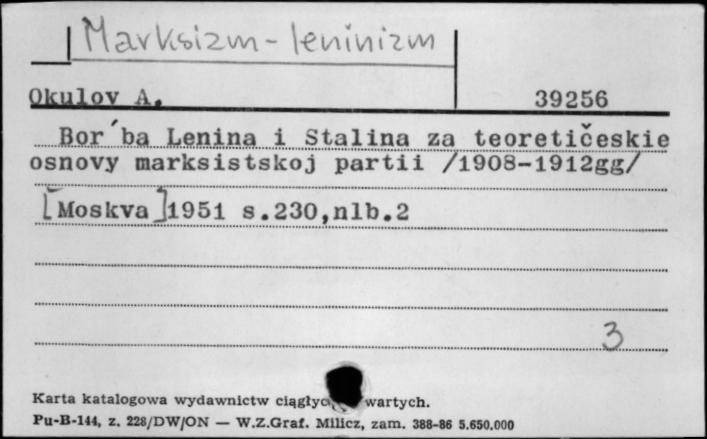 Marksizm-leninizm
Okulov A. 39256
Bor´ba Lenina i Stalina za teoretičeskie
osnovy marksistskoj partii /1908-1912gg/
[Moskva]1951 s.230,nlb.2
3
Karta katalogowa wydawnictw wartych.
Pu-B-144, z. 228/DW/ON — W.Z.Graf. Milicz, zam. 388-86 5.650.000